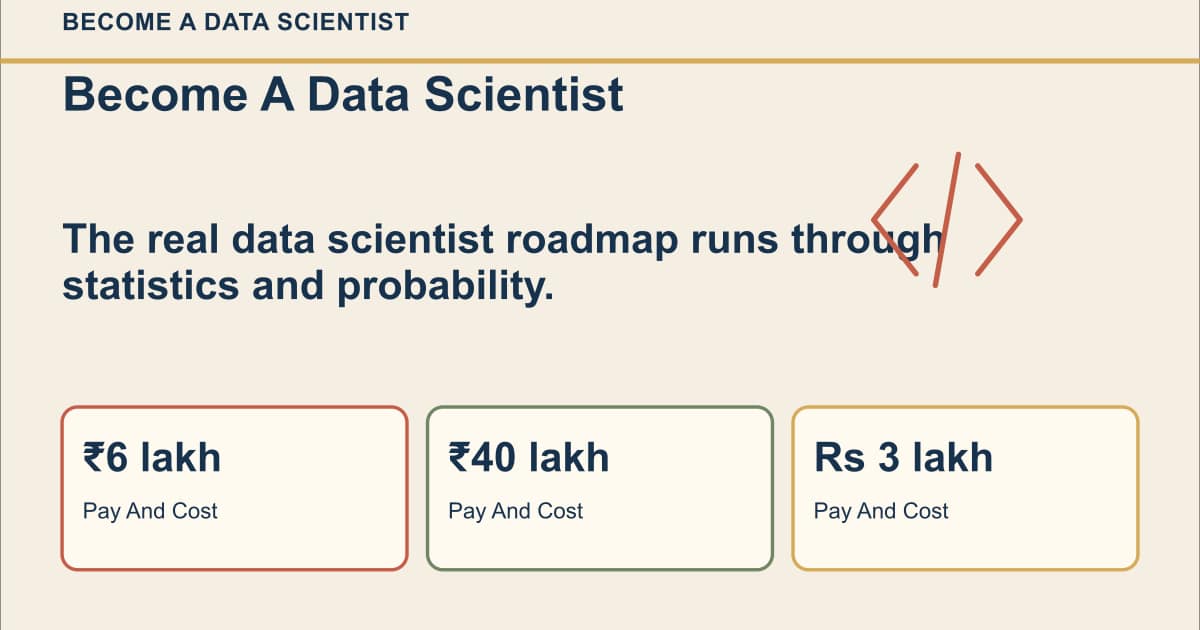 BECOME A DATA SCIENTIST
Become A Data Scientist
The real data scientist roadmap runs through
statistics and probability.
₹6 lakh
Pay And Cost
₹40 lakh
Pay And Cost
Rs 3 lakh
Pay And Cost